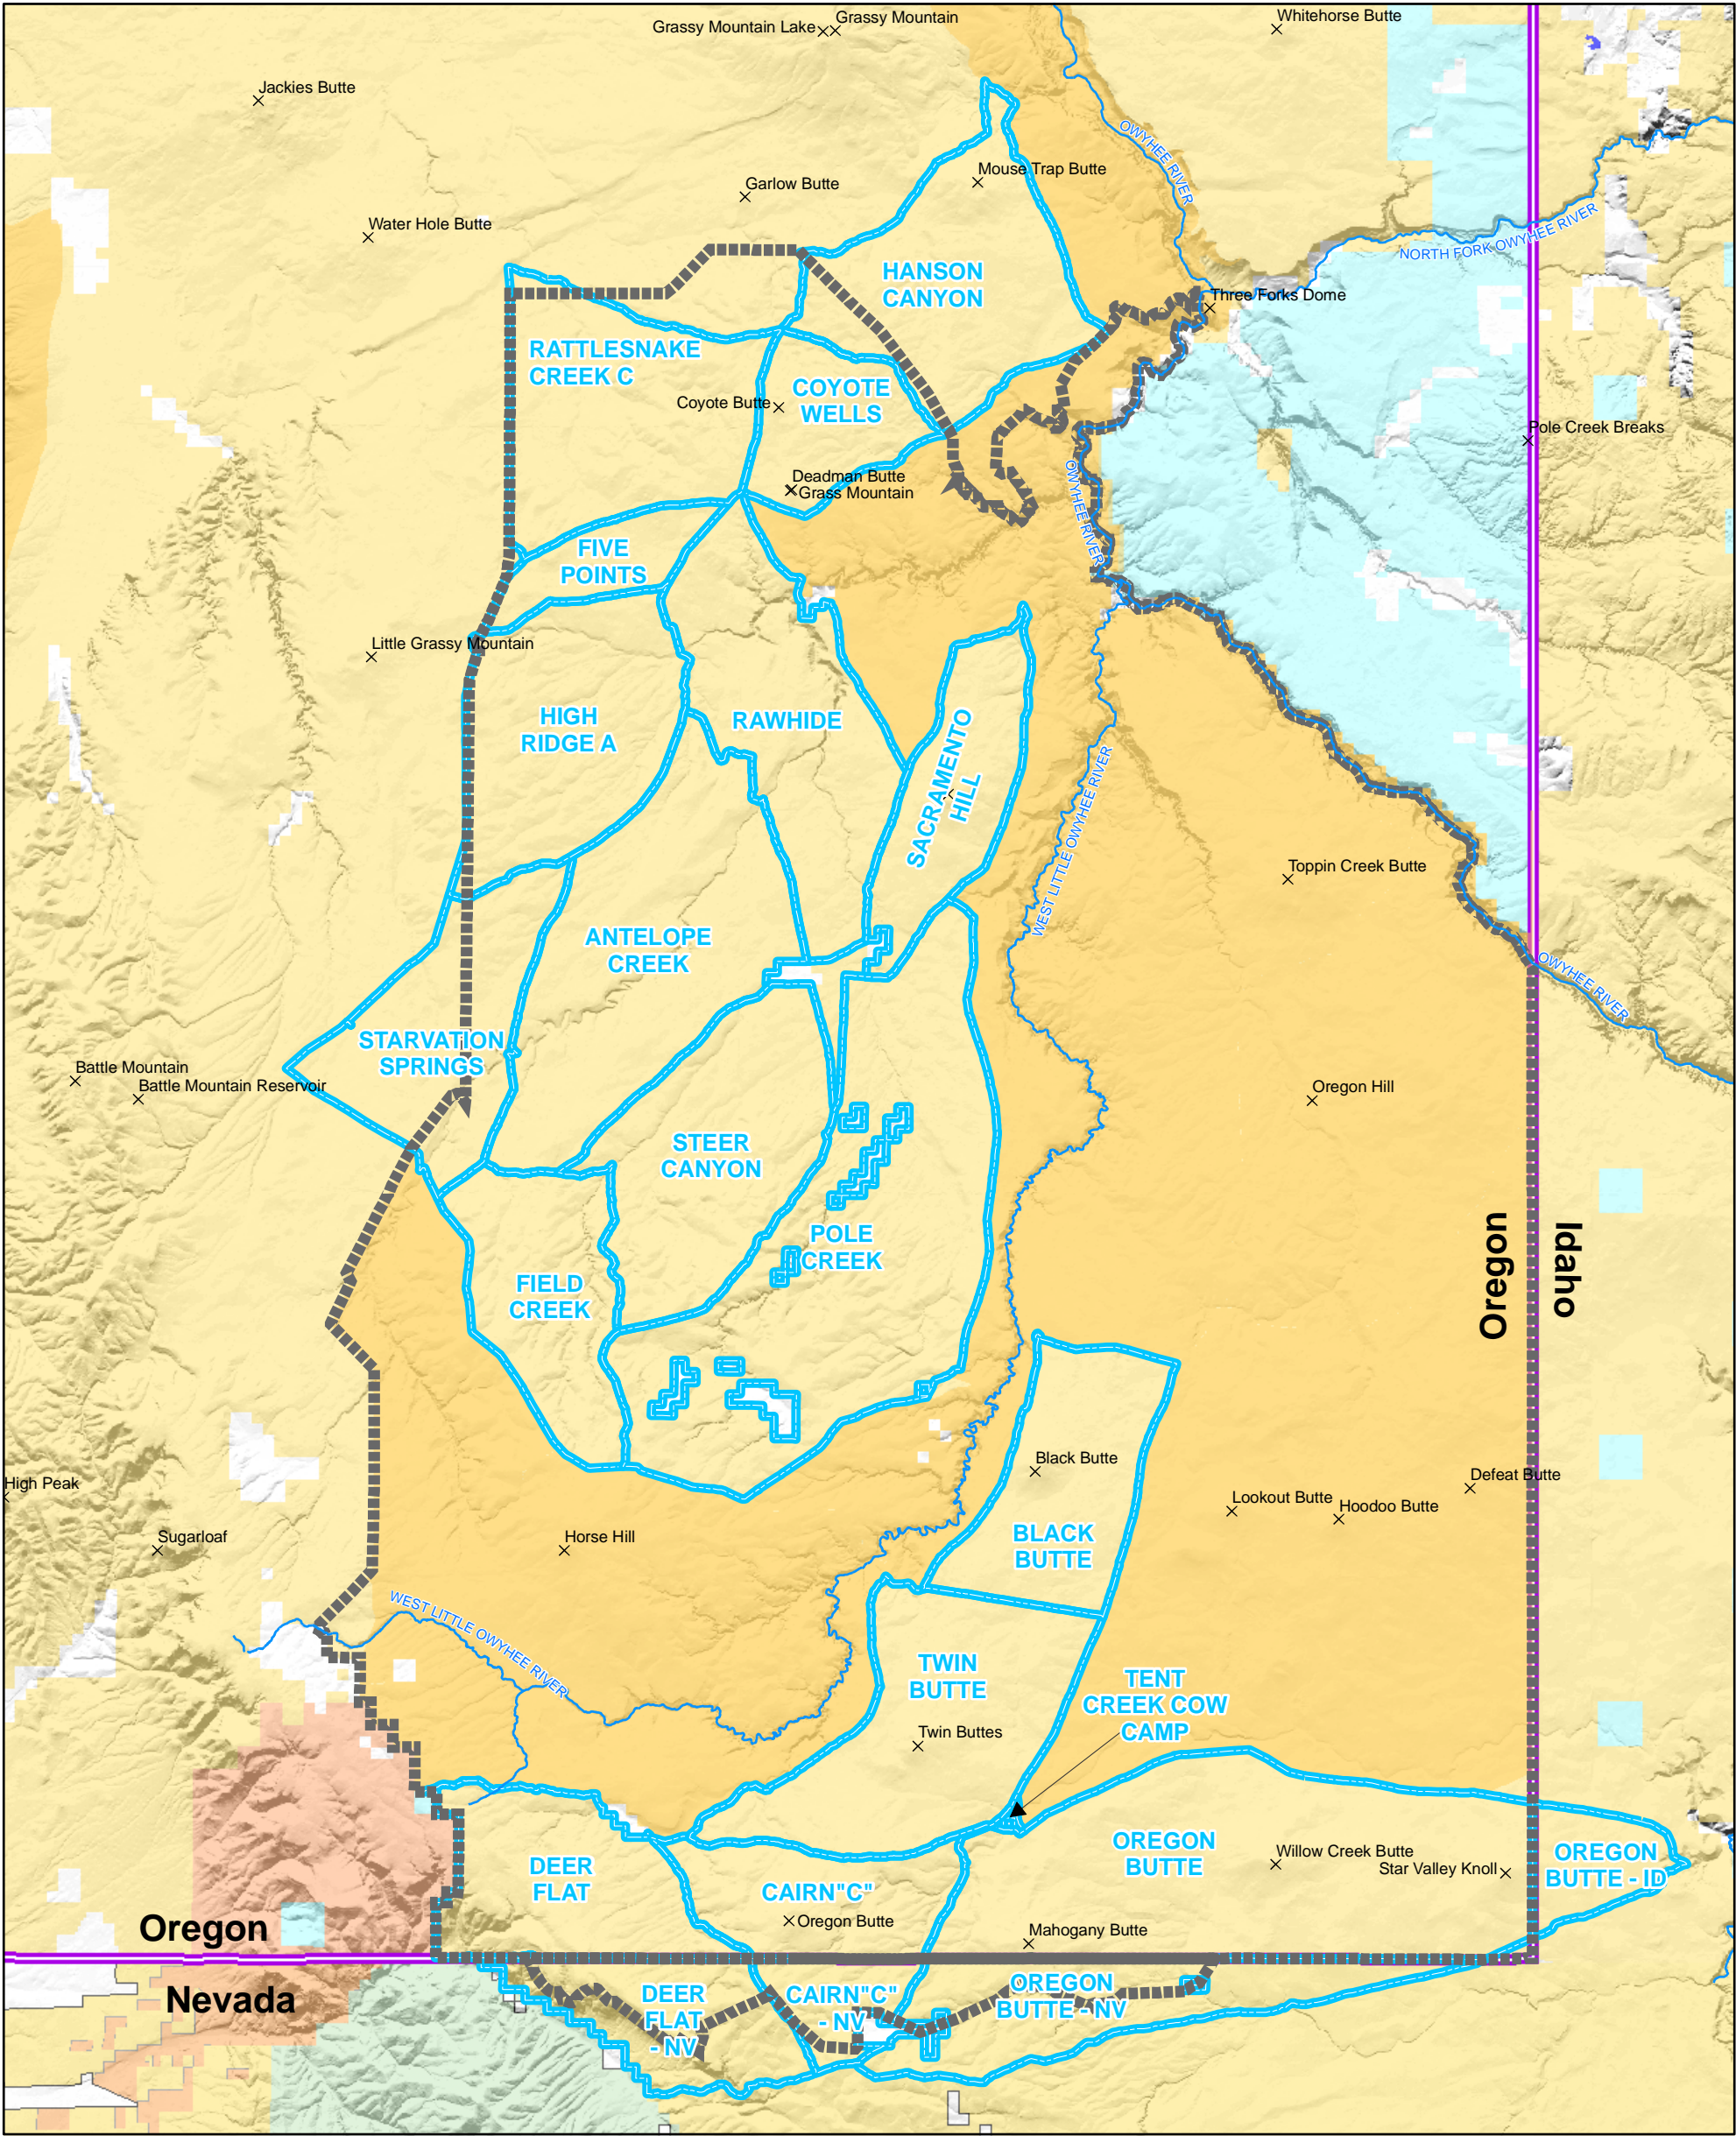 Grassy Mountain
Grassy Mountain Lake
Whitehorse Butte
Jackies Butte
OWYHEE RIVER
Mouse Trap Butte
Garlow Butte
Water Hole Butte
NORTH FORK OWYHEE RIVER
HANSON
CANYON
Three Forks Dome
RATTLESNAKE
CREEK C
COYOTE
WELLS
Coyote Butte
Pole Creek Breaks
Deadman Butte
Grass Mountain
OWYHEE RIVER
FIVE
POINTS
Little Grassy Mountain
HIGH
RIDGE A
RAWHIDE
SACRAMENTO
HILL
WEST LITTLE OWYHEE RIVER
Toppin Creek Butte
ANTELOPE
CREEK
OWYHEE RIVER
STARVATION
SPRINGS
Battle Mountain
Battle Mountain Reservoir
Oregon Hill
STEER
CANYON
POLE
CREEK
Oregon
Idaho
FIELD
CREEK
Black Butte
High Peak
Defeat Butte
Lookout Butte
Hoodoo Butte
Sugarloaf
Horse Hill
BLACK
BUTTE
WEST LITTLE OWYHEE RIVER
TWIN
BUTTE
TENT
CREEK COW
CAMP
Twin Buttes
OREGON
BUTTE
Willow Creek Butte
Star Valley Knoll
OREGON
BUTTE - ID
DEER
FLAT
CAIRN"C"
Oregon Butte
Oregon
Mahogany Butte
Nevada
DEER
FLAT
- NV
CAIRN"C"
- NV
OREGON
BUTTE - NV